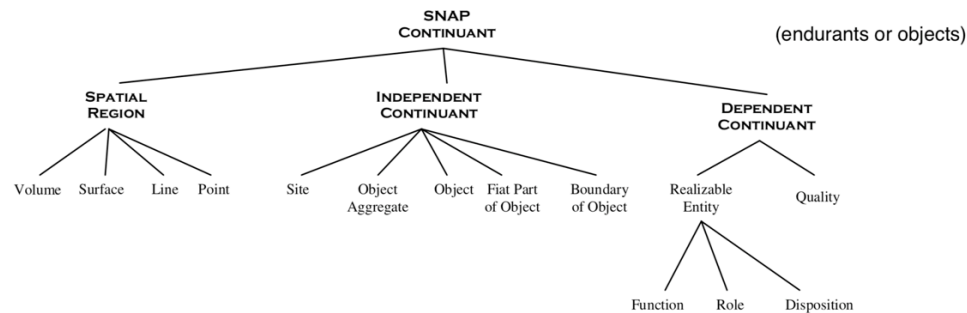 SNAP
CONTINUANT
(endurants or objects)
SPATIAL
REGION
INDEPENDENT
CONTINUANT
DEPENDENT
CONTINUANT
Volume
Surface
Line
Point
Site
Object
Aggregate
Object
Fiat Part
of Object
Boundary
of Object
Realizable
Entity
Quality
Function
Role
Disposition